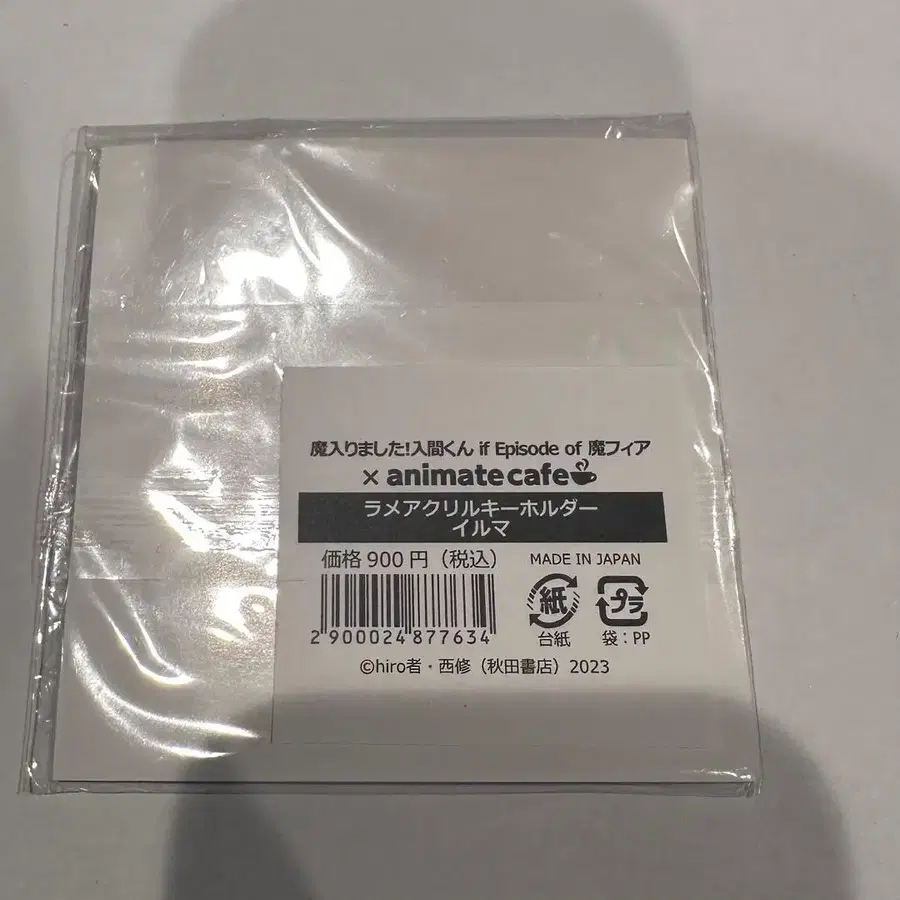 魔入りました!入間くん if Episode of 魔フィア
× animatecafe
ラメアクリルキーホルダー
イルマ
価格 900 円（税込） MADE IN JAPAN
紙 プラ
2 900024 877634 台紙 袋：PP
©hiro者・西修（秋田書店）2023